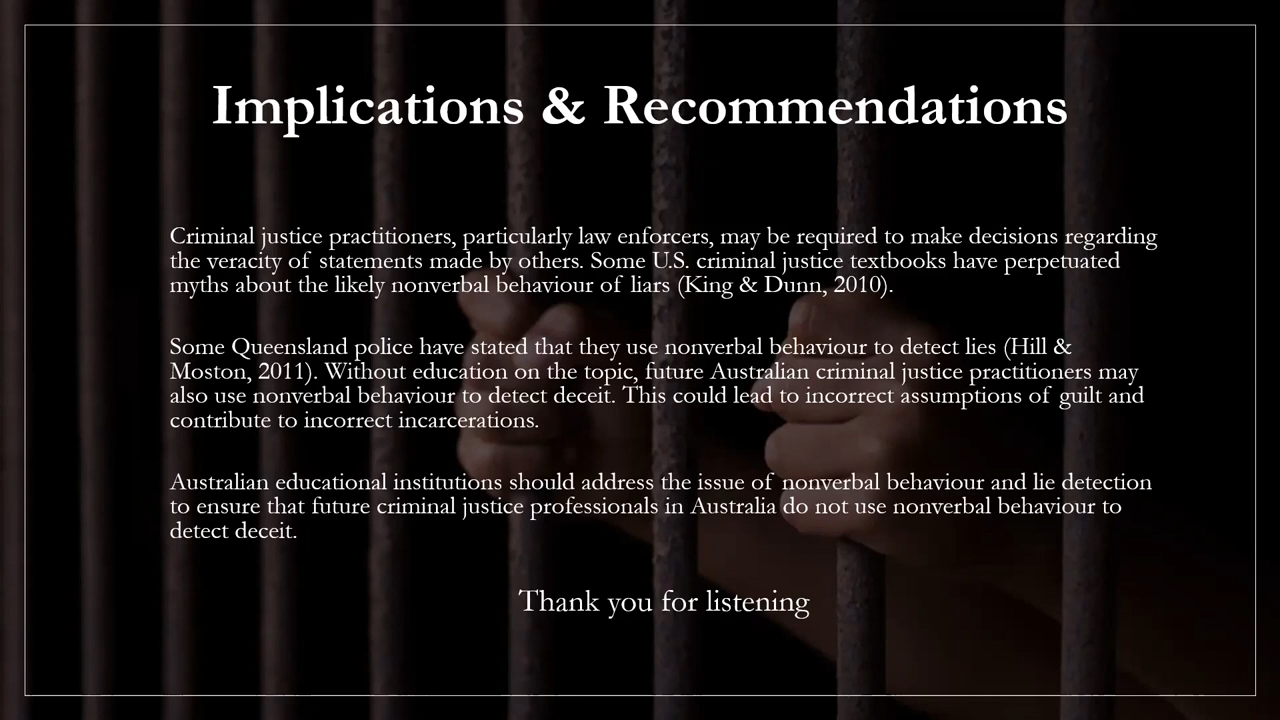 Implications & Recommendations
Criminal justice practitioners, particularly law enforcers, may be required to make decisions regarding
the veracity of statements made by others. Some U.S. criminal justice textbooks have perpetuated
myths about the likely nonverbal behaviour of liars (King & Dunn, 2010).
Some Queensland police have stated that they use nonverbal behaviour to detect lies (Hill &
Moston, 2011). Without education on the topic, future Australian criminal justice practitioners may
also use nonverbal behaviour to detect deceit. This could lead to incorrect assumptions of guilt and
contribute to incorrect incarcerations.
Australian educational institutions should address the issue of nonverbal behaviour and lie detection
to ensure that future criminal justice professionals in Australia do not use nonverbal behaviour to
detect deceit.
Thank you for listening